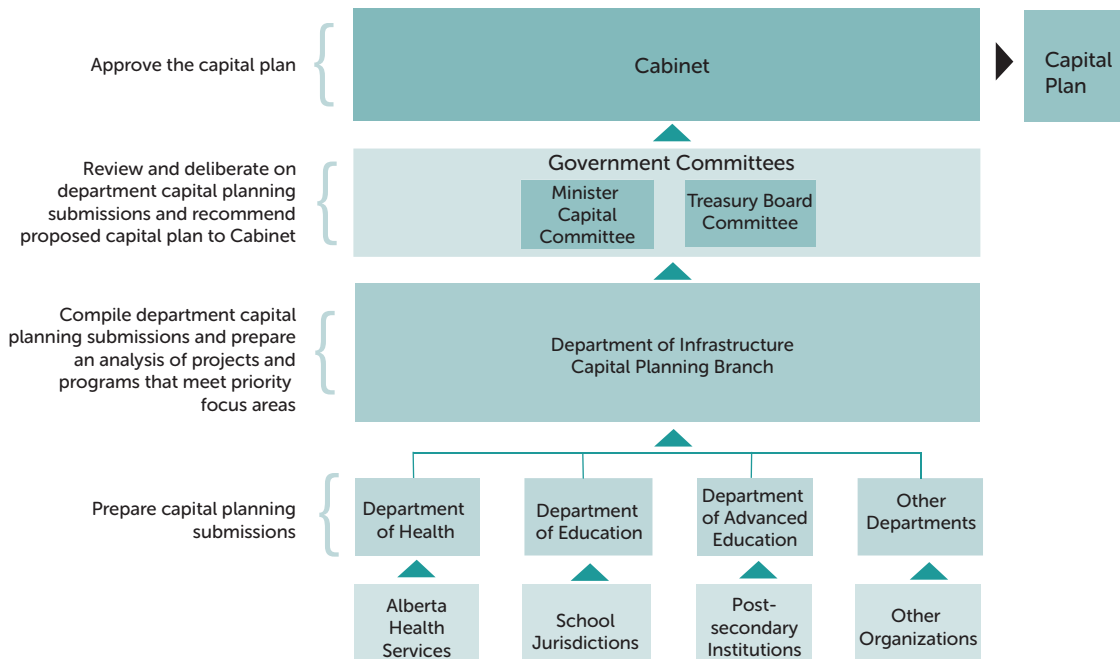 Approve the capital plan
Cabinet
Capital
Plan
Review and deliberate on
department capital planning
submissions and recommend
proposed capital plan to Cabinet
Government Committees
Minister
Capital
Committee
Treasury Board
Committee
Compile department capital
planning submissions and prepare
an analysis of projects and
programs that meet priority
focus areas
Department of Infrastructure
Capital Planning Branch
Prepare capital planning
submissions
Department
of Health
Department
of Education
Department
of Advanced
Education
Other
Departments
Alberta
Health
Services
School
Jurisdictions
Post-
secondary
Institutions
Other
Organizations